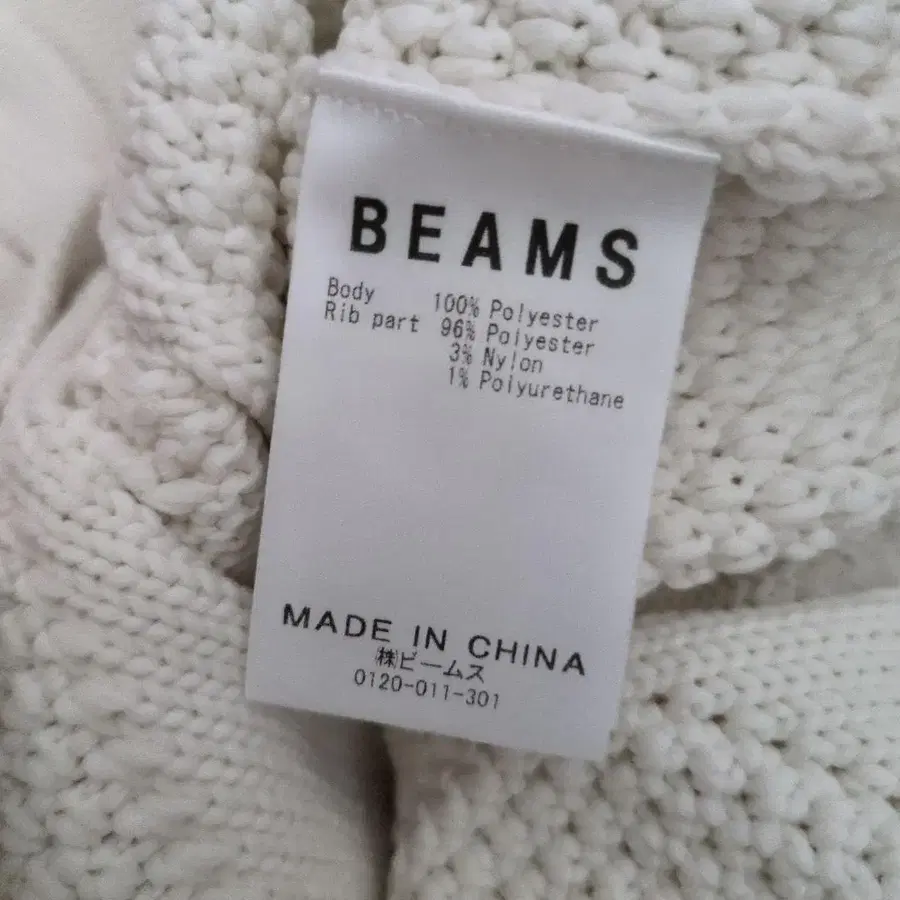 BEAMS
Body 100% Polyester
Rib part 96% Polyester
3% Nylon
1% Polyurethane
MADE IN CHINA
㈱ビームス
0120-011-301